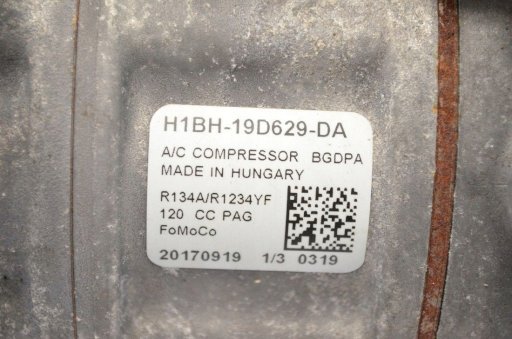 H1BH-19D629-DA
A/C COMPRESSOR BGDPA
MADE IN HUNGARY
R134A/R1234YF
120 CC PAG
FoMoCo
20170919 1/3 0319